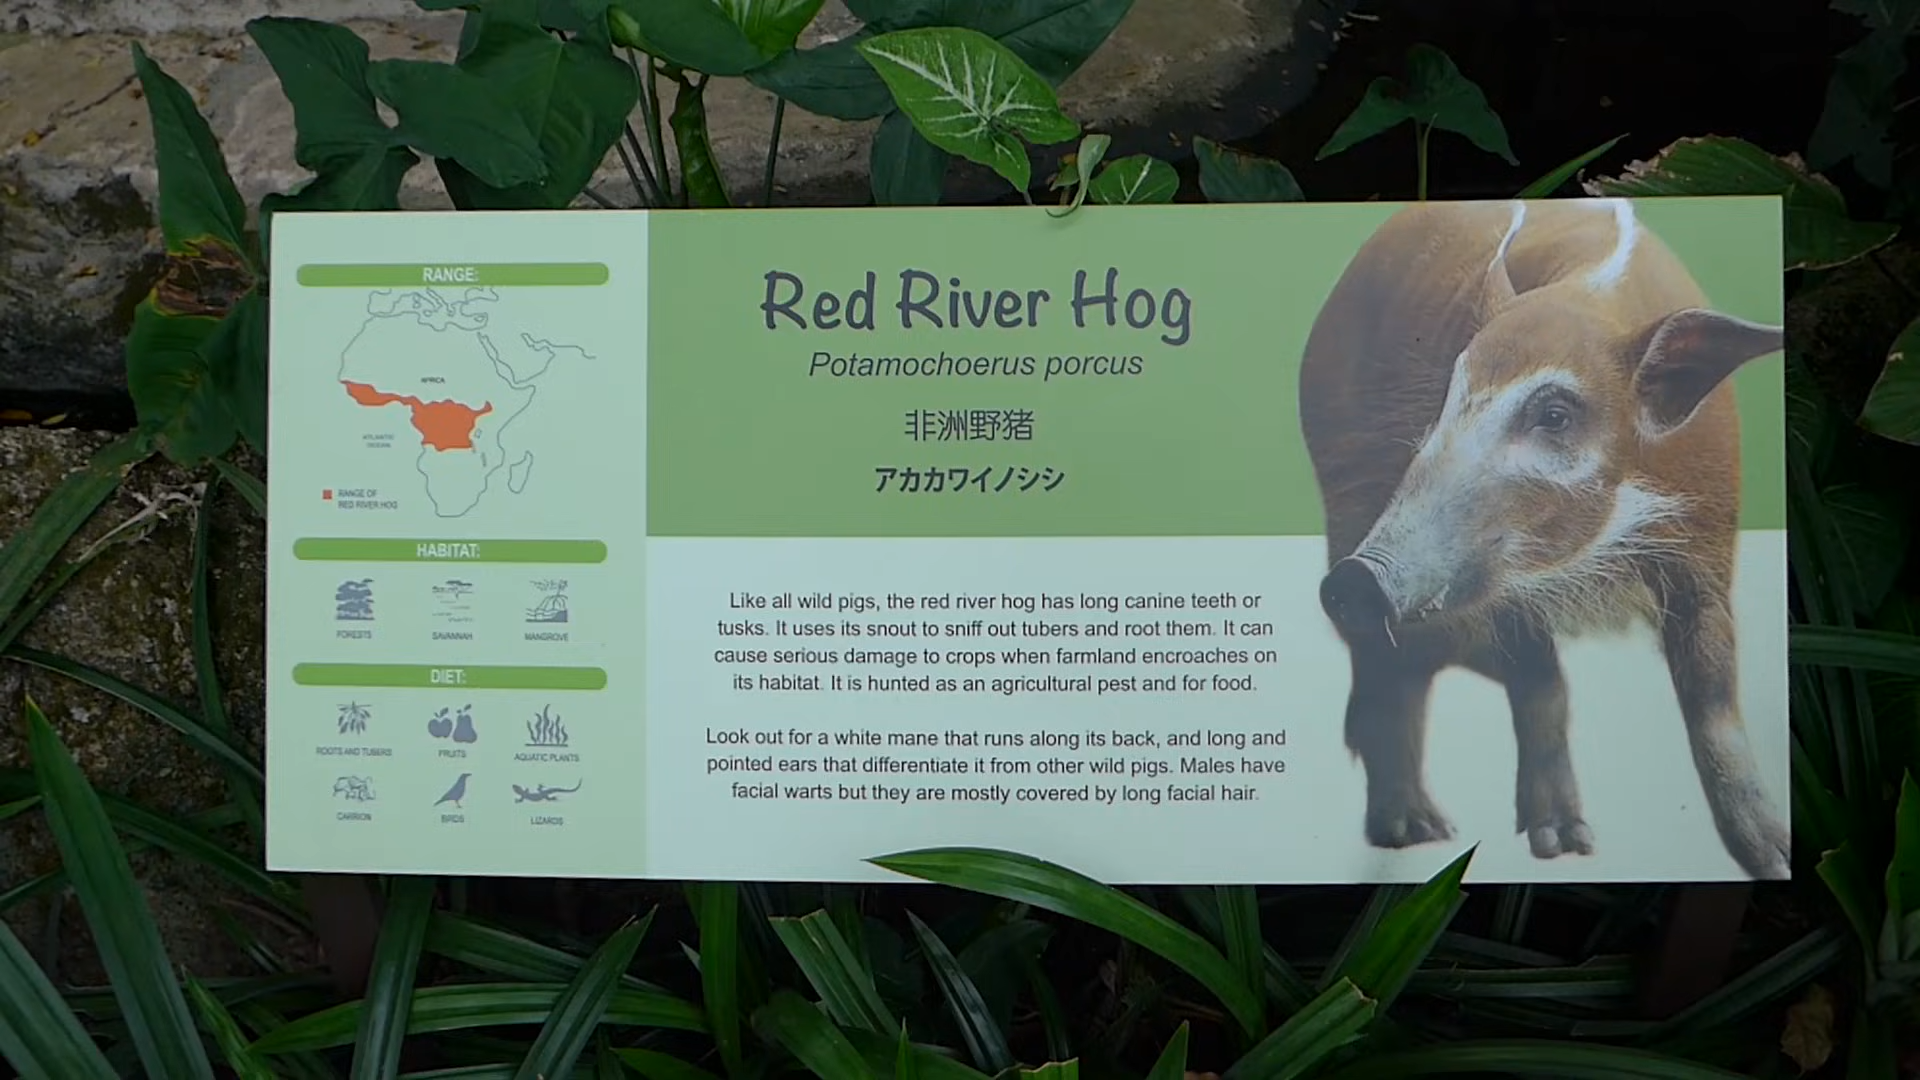 RANGE:
AFRICA
ATLANTIC
OCEAN
RANGE OF
RED RIVER HOG
HABITAT:
FORESTS
SAVANNAH
MANGROVE
DIET:
ROOTS AND TUBERS
FRUITS
AQUATIC PLANTS
CARRION
BIRDS
LIZARDS
Red River Hog
Potamochoerus porcus
非洲野猪
アカカワイノシシ
Like all wild pigs, the red river hog has long canine teeth or
tusks. It uses its snout to sniff out tubers and root them. It can
cause serious damage to crops when farmland encroaches on
its habitat. It is hunted as an agricultural pest and for food.
Look out for a white mane that runs along its back, and long and
pointed ears that differentiate it from other wild pigs. Males have
facial warts but they are mostly covered by long facial hair.